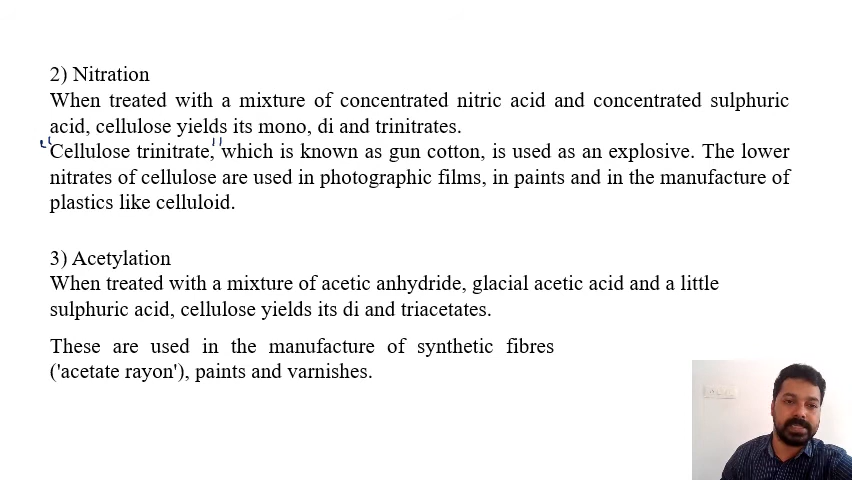 2) Nitration
When treated with a mixture of concentrated nitric acid and concentrated sulphuric
acid, cellulose yields its mono, di and trinitrates.
"Cellulose trinitrate," which is known as gun cotton, is used as an explosive. The lower
nitrates of cellulose are used in photographic films, in paints and in the manufacture of
plastics like celluloid.
3) Acetylation
When treated with a mixture of acetic anhydride, glacial acetic acid and a little
sulphuric acid, cellulose yields its di and triacetates.
These are used in the manufacture of synthetic fibres
('acetate rayon'), paints and varnishes.